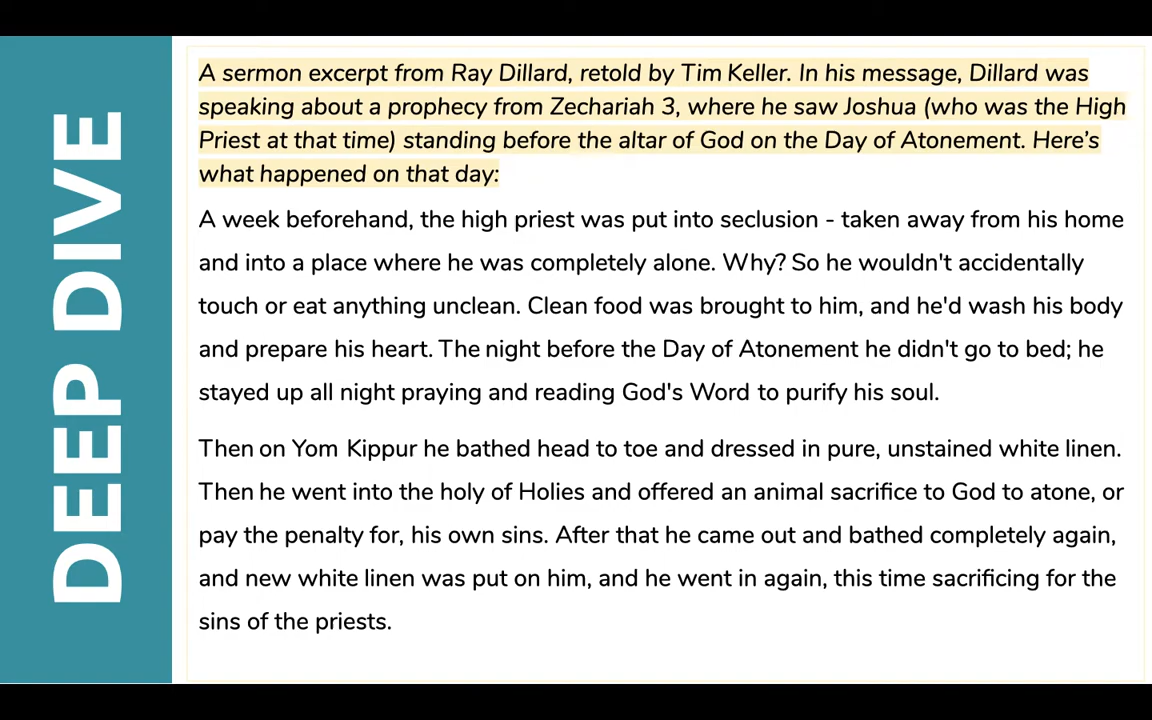 DEEP DIVE
A sermon excerpt from Ray Dillard, retold by Tim Keller. In his message, Dillard was
speaking about a prophecy from Zechariah 3, where he saw Joshua (who was the High
Priest at that time) standing before the altar of God on the Day of Atonement. Here’s
what happened on that day:
A week beforehand, the high priest was put into seclusion - taken away from his home
and into a place where he was completely alone. Why? So he wouldn't accidentally
touch or eat anything unclean. Clean food was brought to him, and he'd wash his body
and prepare his heart. The night before the Day of Atonement he didn't go to bed; he
stayed up all night praying and reading God's Word to purify his soul.
Then on Yom Kippur he bathed head to toe and dressed in pure, unstained white linen.
Then he went into the holy of Holies and offered an animal sacrifice to God to atone, or
pay the penalty for, his own sins. After that he came out and bathed completely again,
and new white linen was put on him, and he went in again, this time sacrificing for the
sins of the priests.